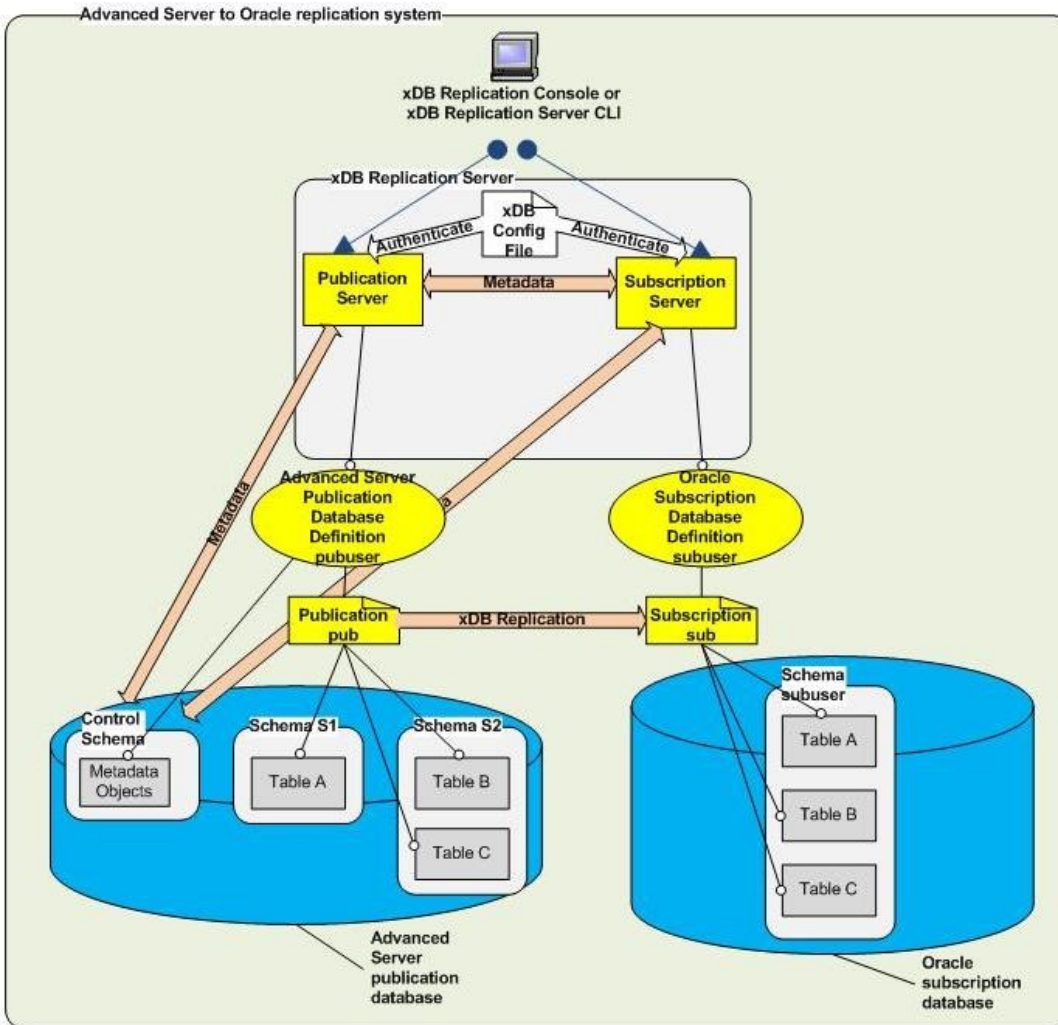 Advanced Server to Oracle replication system
xDB Replication Console or
xDB Replication Server CLI
xDB Replication Server
xDB
Config
File
Authenticate
Authenticate
Publication
Server
Metadata
Subscription
Server
Metadata
Advanced Server
Publication
Database
Definition
pubuser
Oracle
Subscription
Database
Definition
subuser
Publication
pub
xDB Replication
Subscription
sub
Control
Schema
Metadata
Objects
Schema S1
Table A
Schema S2
Table B
Table C
Schema
subuser
Table A
Table B
Table C
Advanced
Server
publication
database
Oracle
subscription
database